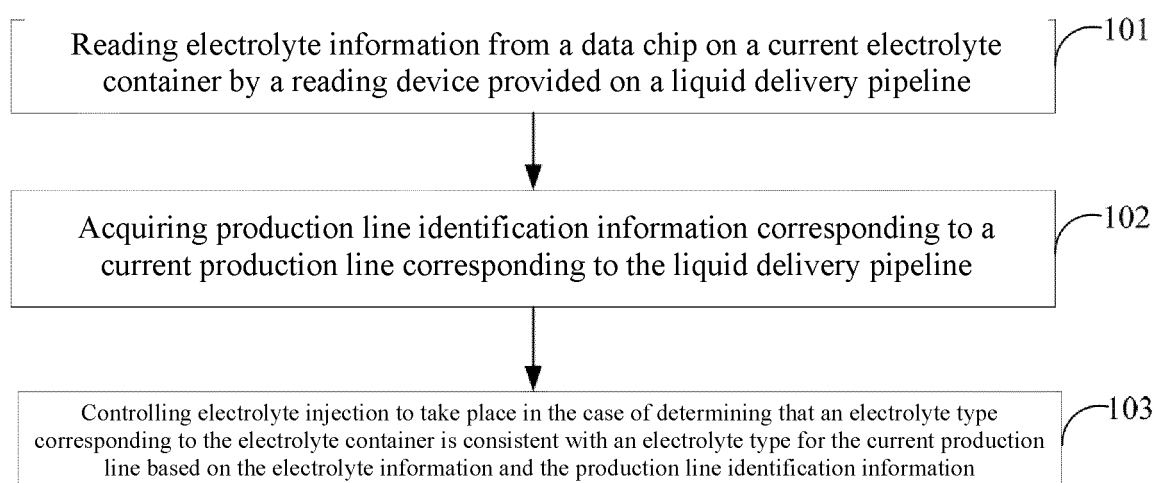 Reading electrolyte information from a data chip on a current electrolyte
container by a reading device provided on a liquid delivery pipeline
101
Acquiring production line identification information corresponding to a
current production line corresponding to the liquid delivery pipeline
102
Controlling electrolyte injection to take place in the case of determining that an electrolyte type
corresponding to the electrolyte container is consistent with an electrolyte type for the current production
line based on the electrolyte information and the production line identification information
103